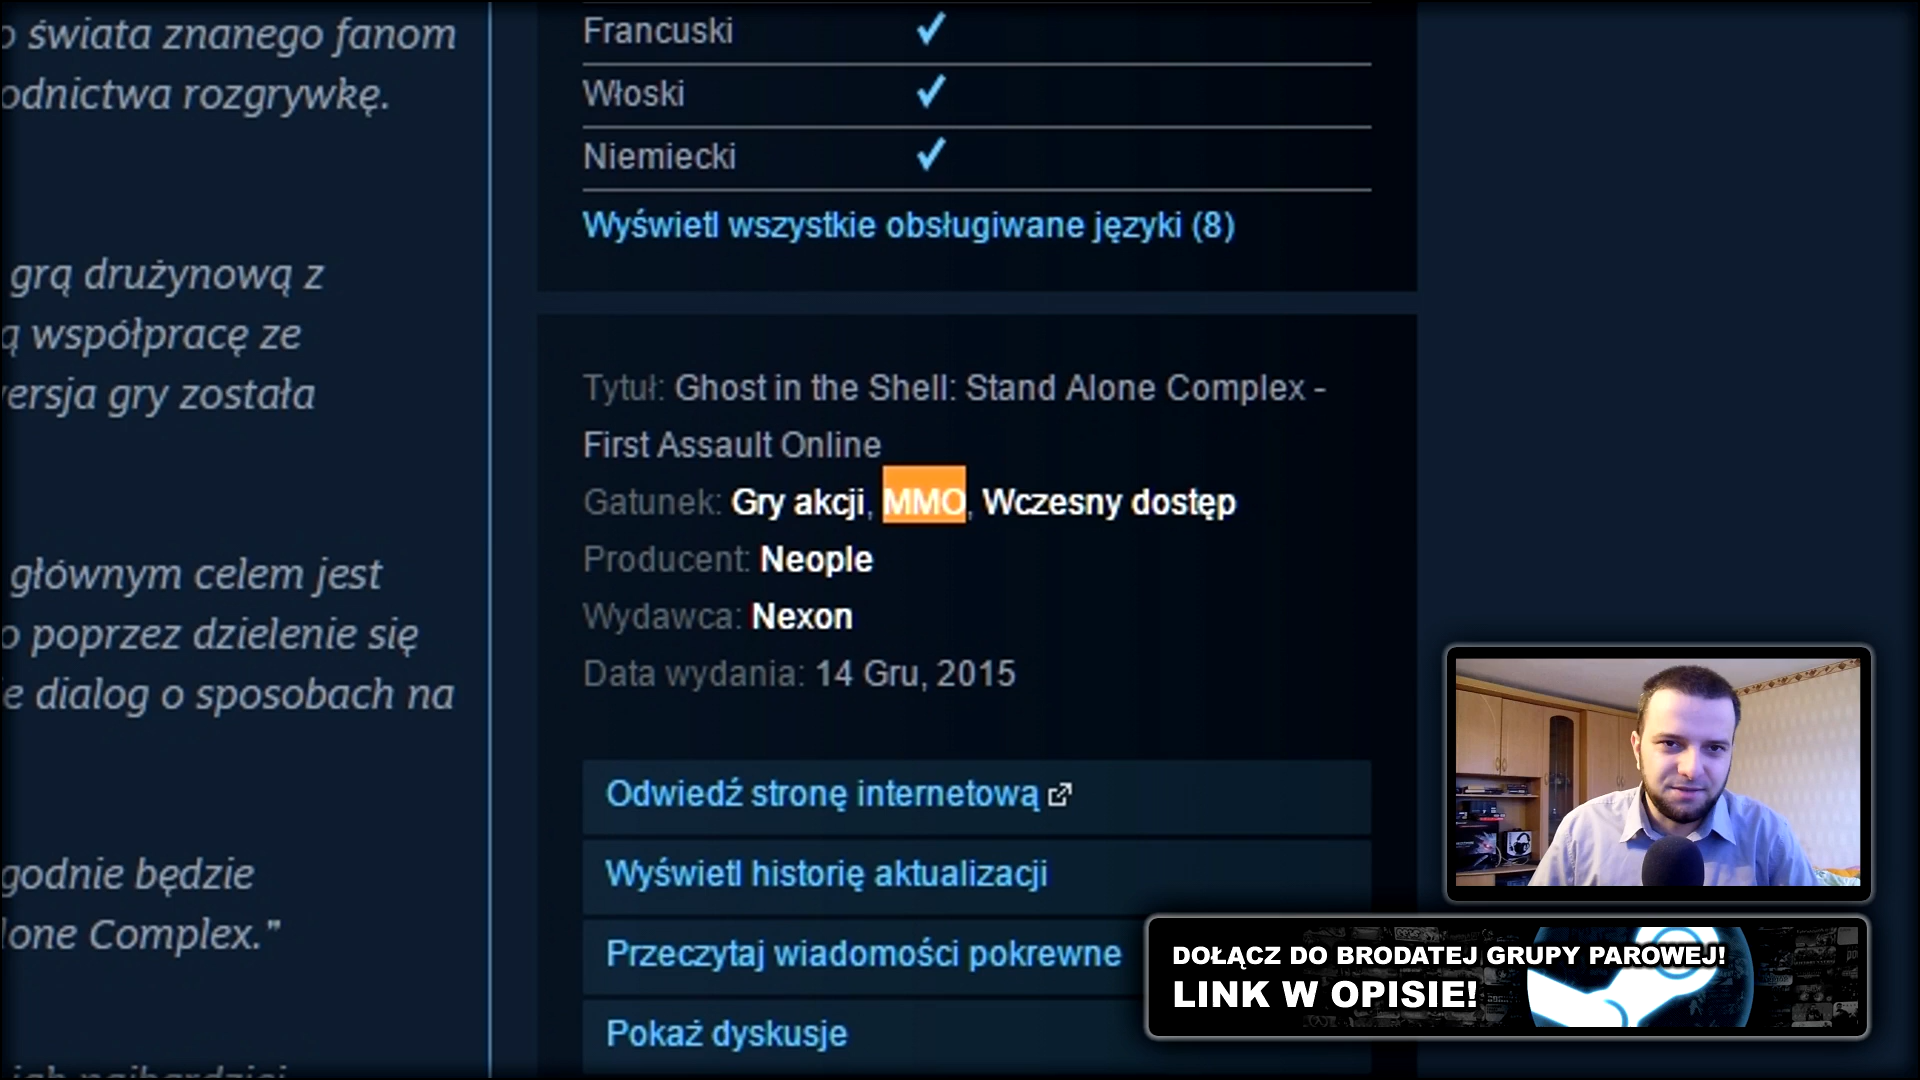 o świata znanego fanom
odnictwa rozgrywkę.
grą drużynową z
ą współpracę ze
ersja gry została
głównym celem jest
o poprzez dzielenie się
e dialog o sposobach na
godnie będzie
lone Complex."
Francuski ✓
Włoski ✓
Niemiecki ✓
Wyświetl wszystkie obsługiwane języki (8)
Tytuł: Ghost in the Shell: Stand Alone Complex -
First Assault Online
Gatunek: Gry akcji, MMO, Wczesny dostęp
Producent: Neople
Wydawca: Nexon
Data wydania: 14 Gru, 2015
Odwiedź stronę internetową
Wyświetl historię aktualizacji
Przeczytaj wiadomości pokrewne
Pokaż dyskusje
DOŁĄCZ DO BRODATEJ GRUPY PAROWEJ!
LINK W OPISIE!